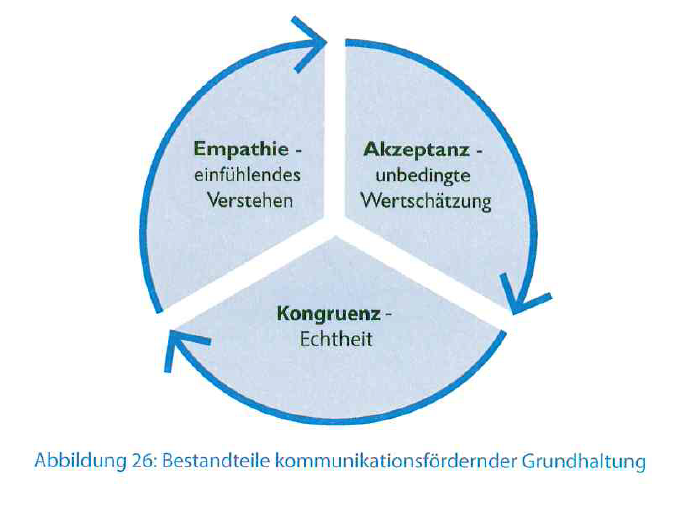 Empathie -
einfühlendes
Verstehen
Akzeptanz -
unbedingte
Wertschätzung
Kongruenz -
Echtheit
Abbildung 26: Bestandteile kommunikationsfördernder Grundhaltung